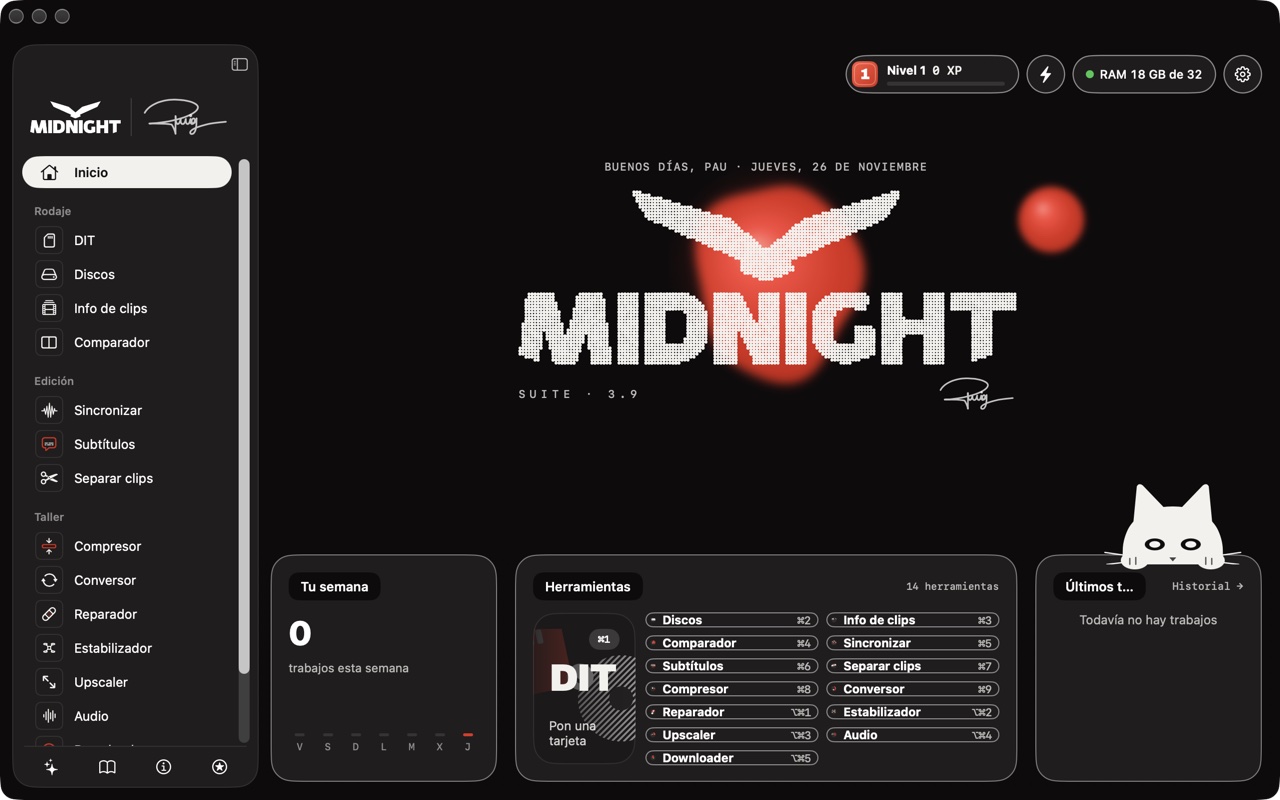 MIDNIGHT
Puig
Inicio
Rodaje
DIT
Discos
Info de clips
Comparador
Edición
Sincronizar
Subtítulos
Separar clips
Taller
Compresor
Conversor
Reparador
Estabilizador
Upscaler
Audio
1 Nivel 1 0 XP
RAM 18 GB de 32
BUENOS DÍAS, PAU · JUEVES, 26 DE NOVIEMBRE
MIDNIGHT
SUITE · 3.9
Puig
Tu semana
0
trabajos esta semana
V S D L M X J
Herramientas
14 herramientas
⌘1
DIT
Pon una
tarjeta
Discos ⌘2
Info de clips ⌘3
Comparador ⌘4
Sincronizar ⌘5
Subtítulos ⌘6
Separar clips ⌘7
Compresor ⌘8
Conversor ⌘9
Reparador ⌥⌘1
Estabilizador ⌥⌘2
Upscaler ⌥⌘3
Audio ⌥⌘4
Downloader ⌥⌘5
Últimos t...
Historial →
Todavía no hay trabajos